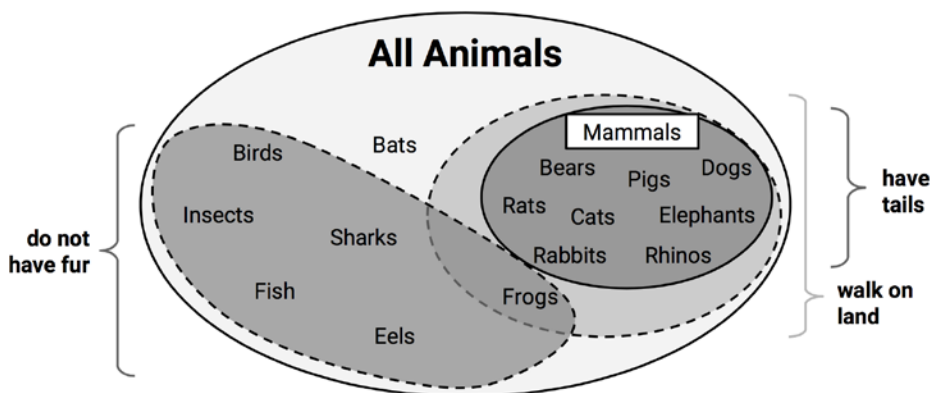 All Animals
Mammals
Birds
Bats
Bears
Pigs
Dogs
Insects
Sharks
Rats
Cats
Elephants
Rabbits
Rhinos
Fish
Frogs
Eels
do not
have fur
have
tails
walk on
land